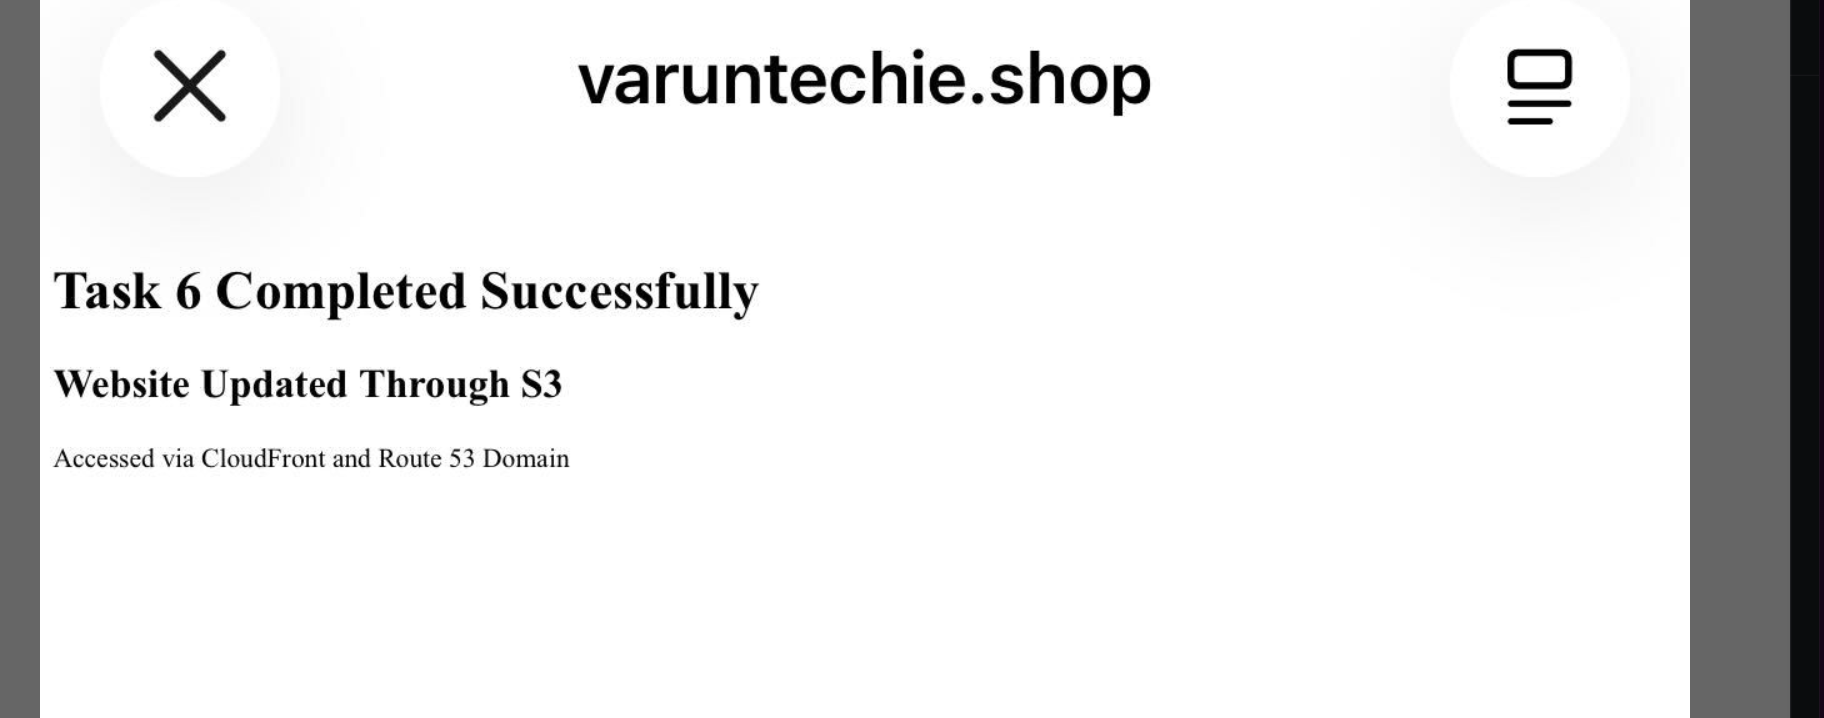 varuntechie.shop
Task 6 Completed Successfully
Website Updated Through S3
Accessed via CloudFront and Route 53 Domain